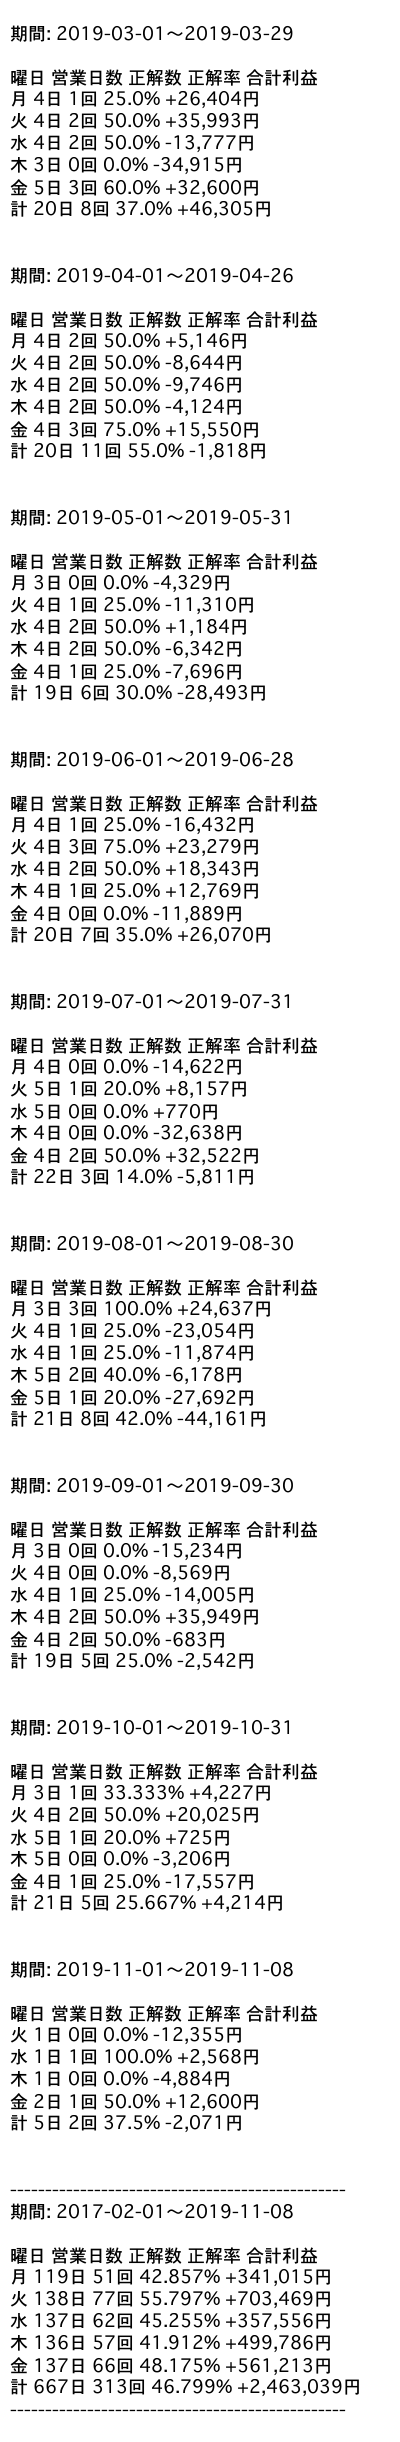 期間: 2019-03-01〜2019-03-29
曜日 営業日数 正解数 正解率 合計利益
月 4日 1回 25.0% +26,404円
火 4日 2回 50.0% +35,993円
水 4日 2回 50.0% -13,777円
木 3日 0回 0.0% -34,915円
金 5日 3回 60.0% +32,600円
計 20日 8回 37.0% +46,305円
期間: 2019-04-01〜2019-04-26
曜日 営業日数 正解数 正解率 合計利益
月 4日 2回 50.0% +5,146円
火 4日 2回 50.0% -8,644円
水 4日 2回 50.0% -9,746円
木 4日 2回 50.0% -4,124円
金 4日 3回 75.0% +15,550円
計 20日 11回 55.0% -1,818円
期間: 2019-05-01〜2019-05-31
曜日 営業日数 正解数 正解率 合計利益
月 3日 0回 0.0% -4,329円
火 4日 1回 25.0% -11,310円
水 4日 2回 50.0% +1,184円
木 4日 2回 50.0% -6,342円
金 4日 1回 25.0% -7,696円
計 19日 6回 30.0% -28,493円
期間: 2019-06-01〜2019-06-28
曜日 営業日数 正解数 正解率 合計利益
月 4日 1回 25.0% -16,432円
火 4日 3回 75.0% +23,279円
水 4日 2回 50.0% +18,343円
木 4日 1回 25.0% +12,769円
金 4日 0回 0.0% -11,889円
計 20日 7回 35.0% +26,070円
期間: 2019-07-01〜2019-07-31
曜日 営業日数 正解数 正解率 合計利益
月 4日 0回 0.0% -14,622円
火 5日 1回 20.0% +8,157円
水 5日 0回 0.0% +770円
木 4日 0回 0.0% -32,638円
金 4日 2回 50.0% +32,522円
計 22日 3回 14.0% -5,811円
期間: 2019-08-01〜2019-08-30
曜日 営業日数 正解数 正解率 合計利益
月 3日 3回 100.0% +24,637円
火 4日 1回 25.0% -23,054円
水 4日 1回 25.0% -11,874円
木 5日 2回 40.0% -6,178円
金 5日 1回 20.0% -27,692円
計 21日 8回 42.0% -44,161円
期間: 2019-09-01〜2019-09-30
曜日 営業日数 正解数 正解率 合計利益
月 3日 0回 0.0% -15,234円
火 4日 0回 0.0% -8,569円
水 4日 1回 25.0% -14,005円
木 4日 2回 50.0% +35,949円
金 4日 2回 50.0% -683円
計 19日 5回 25.0% -2,542円
期間: 2019-10-01〜2019-10-31
曜日 営業日数 正解数 正解率 合計利益
月 3日 1回 33.333% +4,227円
火 4日 2回 50.0% +20,025円
水 5日 1回 20.0% +725円
木 5日 0回 0.0% -3,206円
金 4日 1回 25.0% -17,557円
計 21日 5回 25.667% +4,214円
期間: 2019-11-01〜2019-11-08
曜日 営業日数 正解数 正解率 合計利益
火 1日 0回 0.0% -12,355円
水 1日 1回 100.0% +2,568円
木 1日 0回 0.0% -4,884円
金 2日 1回 50.0% +12,600円
計 5日 2回 37.5% -2,071円
------------------------------------------------
期間: 2017-02-01〜2019-11-08
曜日 営業日数 正解数 正解率 合計利益
月 119日 51回 42.857% +341,015円
火 138日 77回 55.797% +703,469円
水 137日 62回 45.255% +357,556円
木 136日 57回 41.912% +499,786円
金 137日 66回 48.175% +561,213円
計 667日 313回 46.799% +2,463,039円
------------------------------------------------